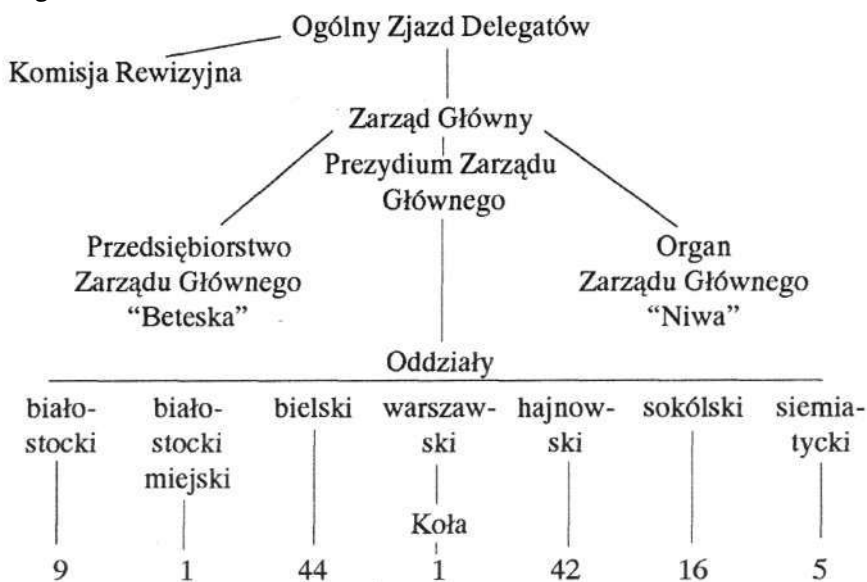 Ogólny Zjazd Delegatów
Komisja Rewizyjna
Zarząd Główny
Prezydium Zarządu
Głównego
Przedsiębiorstwo
Zarządu Głównego
“Beteska”
Organ
Zarządu Głównego
“Niwa”
Oddziały
biało-
stocki
biało-
stocki
miejski
bielski
warszaw-
ski
hajnow-
ski
sokólski
siemia-
tycki
Koła
9 1 44 1 42 16 5